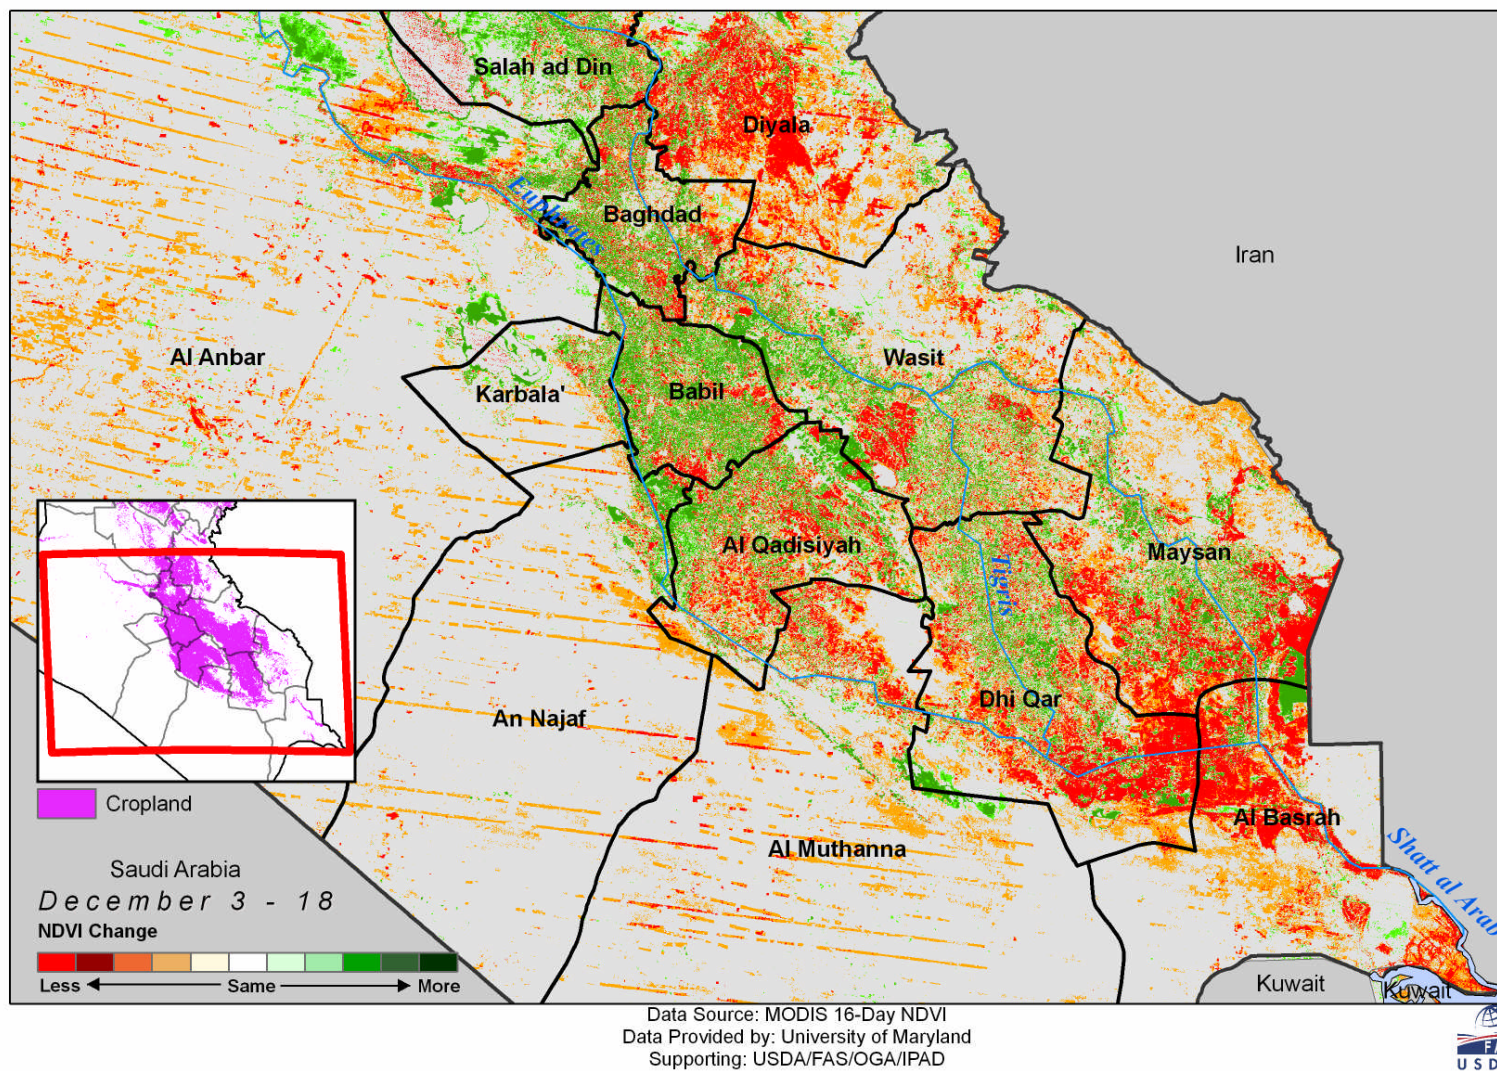 Salah ad Din
Diyala
Euphrates
Baghdad
Iran
Al Anbar
Wasit
Karbala'
Babil
Al Qadisiyah
Maysan
Tigris
Dhi Qar
An Najaf
Cropland
Al Basrah
Al Muthanna
Shatt al Arab
Saudi Arabia
December 3 - 18
NDVI Change
Less Same More
Kuwait
Kuwait
Data Source: MODIS 16-Day NDVI
Data Provided by: University of Maryland
Supporting: USDA/FAS/OGA/IPAD